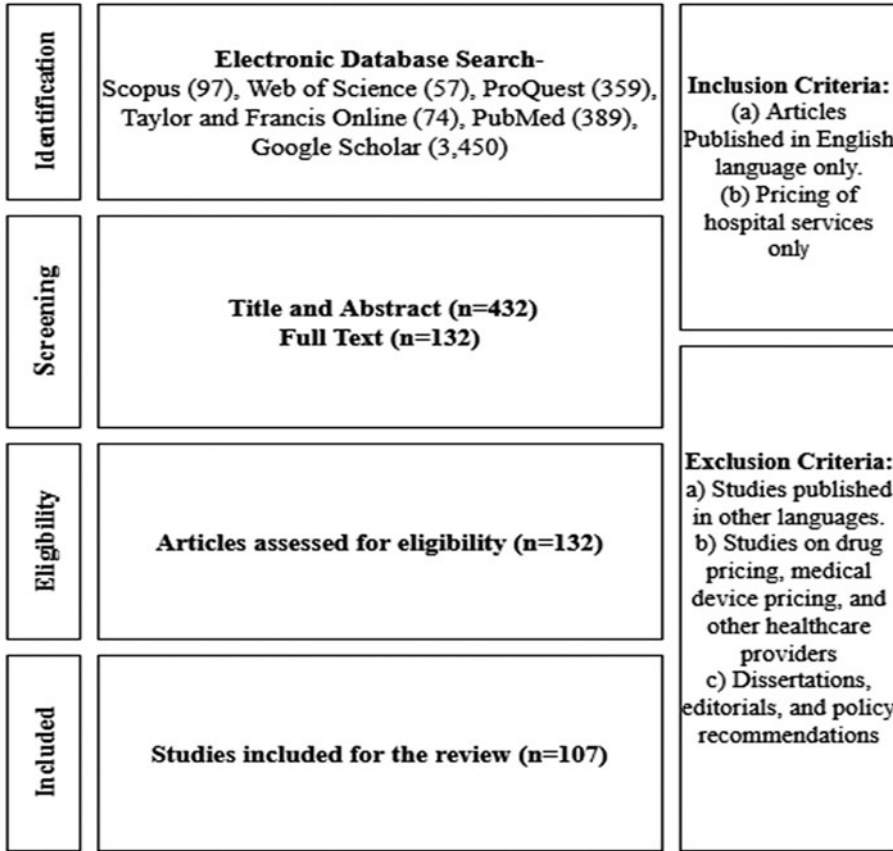 Identification
Electronic Database Search-
Scopus (97), Web of Science (57), ProQuest (359),
Taylor and Francis Online (74), PubMed (389),
Google Scholar (3,450)
Screening
Title and Abstract (n=432)
Full Text (n=132)
Eligibility
Articles assessed for eligibility (n=132)
Included
Studies included for the review (n=107)
Inclusion Criteria:
(a) Articles
Published in English
language only.
(b) Pricing of
hospital services
only
Exclusion Criteria:
a) Studies published
in other languages.
b) Studies on drug
pricing, medical
device pricing, and
other healthcare
providers
c) Dissertations,
editorials, and policy
recommendations